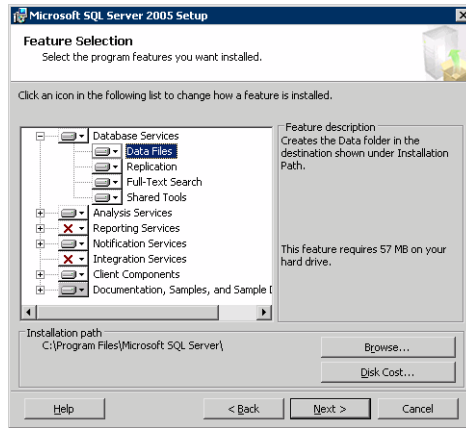 Microsoft SQL Server 2005 Setup
Feature Selection
Select the program features you want installed.
Click an icon in the following list to change how a feature is installed.
Database Services
Data Files
Replication
Full-Text Search
Shared Tools
Analysis Services
Reporting Services
Notification Services
Integration Services
Client Components
Documentation, Samples, and Sample
Feature description
Creates the Data folder in the
destination shown under Installation
Path.
This feature requires 57 MB on your
hard drive.
Installation path
C:\Program Files\Microsoft SQL Server\
Browse...
Disk Cost...
Help
< Back
Next >
Cancel